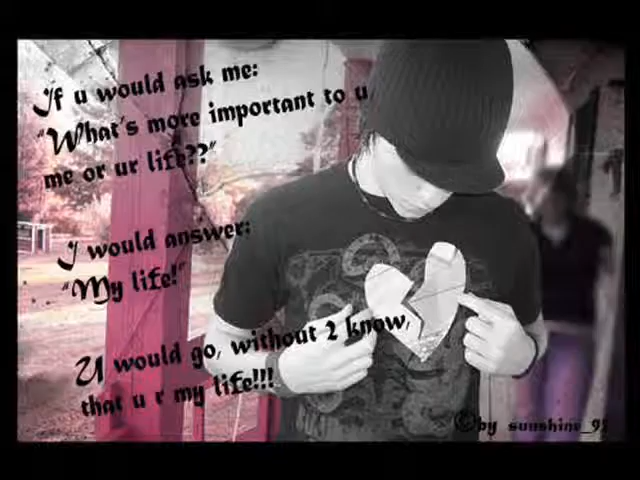 If u would ask me:
"What's more important to u
me or ur life??"
I would answer:
"My life!"
U would go, without 2 know,
that u r my life!!!
©by sunshine_9